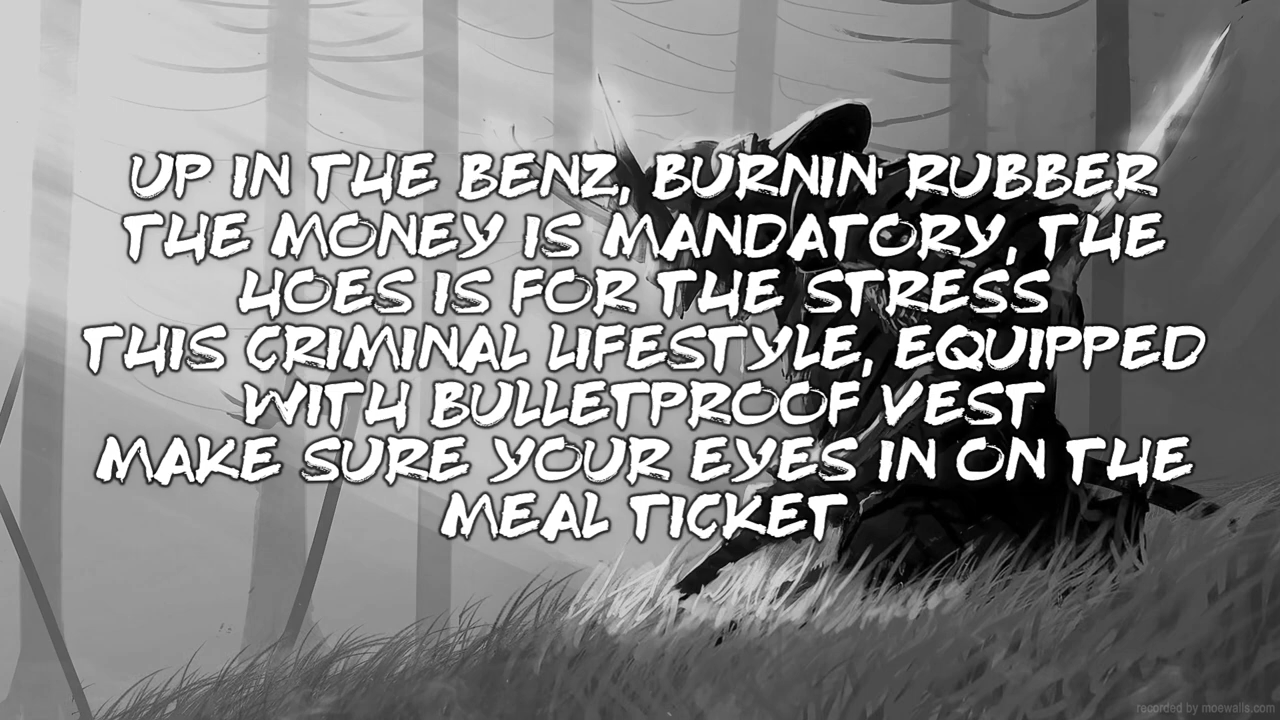 UP IN THE BENZ, BURNIN' RUBBER
THE MONEY IS MANDATORY, THE
HOES IS FOR THE STRESS
THIS CRIMINAL LIFESTYLE, EQUIPPED
WITH BULLETPROOF VEST
MAKE SURE YOUR EYES IN ON THE
MEAL TICKET
recorded by moewalls.com